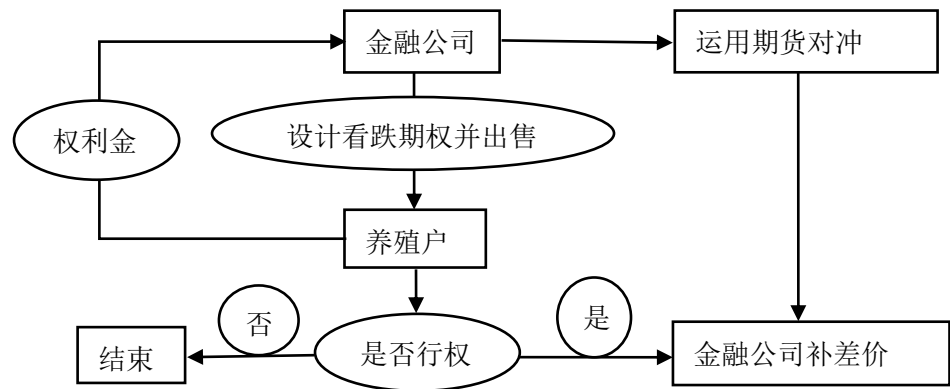 金融公司
运用期货对冲
权利金
设计看跌期权并出售
养殖户
否
是
结束
是否行权
金融公司补差价